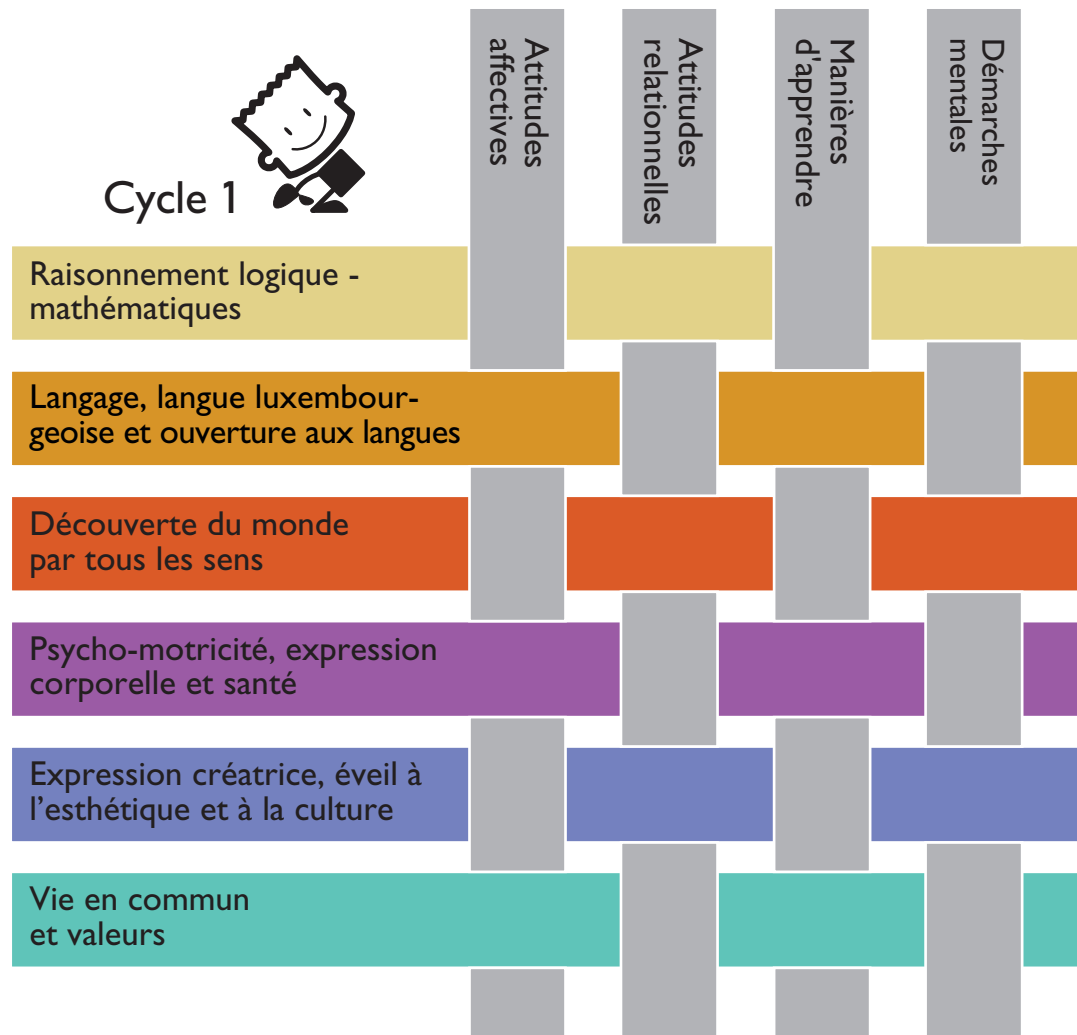 Attitudes
affectives
Attitudes
relationnelles
Manières
d'apprendre
Démarches
mentales
Cycle 1
Raisonnement logique -
mathématiques
Langage, langue luxembour-
geoise et ouverture aux langues
Découverte du monde
par tous les sens
Psycho-motricité, expression
corporelle et santé
Expression créatrice, éveil à
l’esthétique et à la culture
Vie en commun
et valeurs